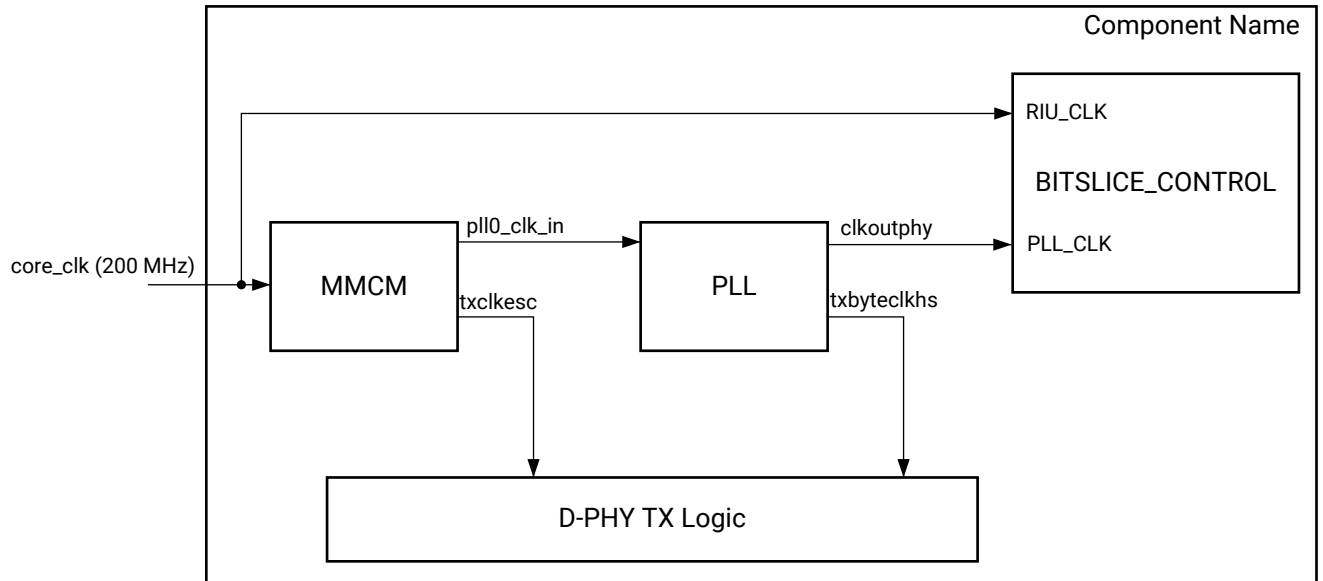 Component Name
RIU_CLK
BITSLICE_CONTROL
pll0_clk_in
clkoutphy
PLL_CLK
core_clk (200 MHz)
MMCM
PLL
txclkesc
txbyteclkhs
D-PHY TX Logic